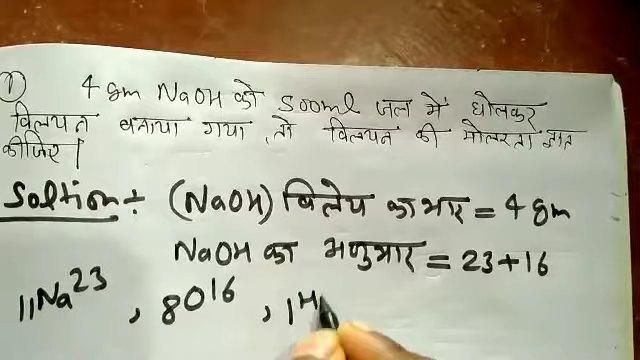 ① 4 gm NaOH को 500ml जल में घोलकर
विलयन बनाया गया, तो विलयन की मोलरता ज्ञात
कीजिए।
Soltion ÷ (NaOH) विलेय का भार = 4 gm
NaOH का अणुभार = 23+16
₁₁Na²³ , ₈O¹⁶ , ₁H